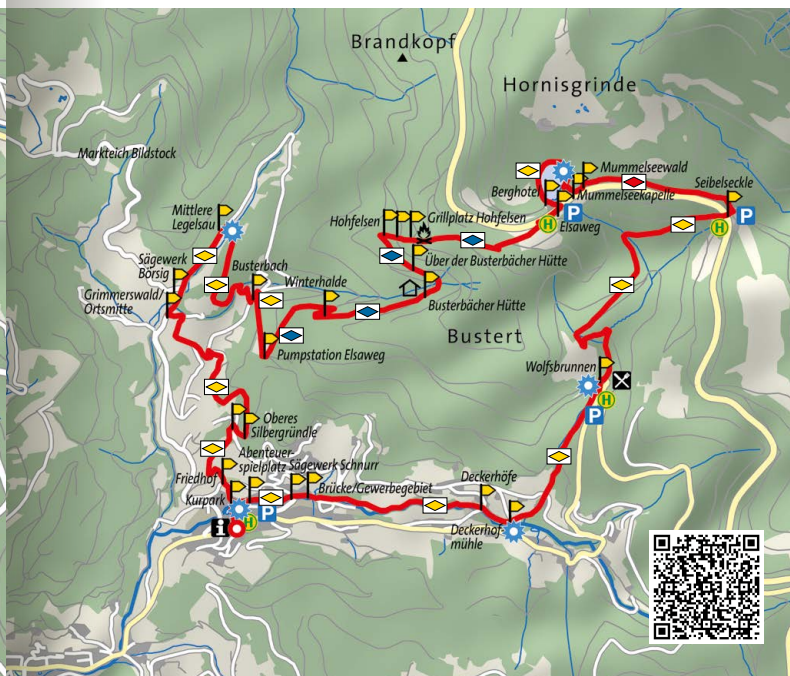 Brandkopf
Hornisgrinde
Markteich Bildstock
Mummelseewald
Seibelseckle
Berghotel
Mummelseekapelle
P
P
Mittlere
Legelsau
Hohfelsen
Grillplatz Hohfelsen
H
Elsaweg
H
Sägewerk
Börsig
Busterbach
Über der Busterbächer Hütte
Grimmerswald/
Ortsmitte
Winterhalde
Busterbächer Hütte
Bustert
Pumpstation Elsaweg
Wolfsbrunnen
H
P
Oberes
Silbergründle
Abenteuer-
spielplatz
Sägewerk Schnurr
Friedhof
Brücke/Gewerbegebiet
Deckerhöfe
Kurpark
P
i
H
Deckerhof-
mühle